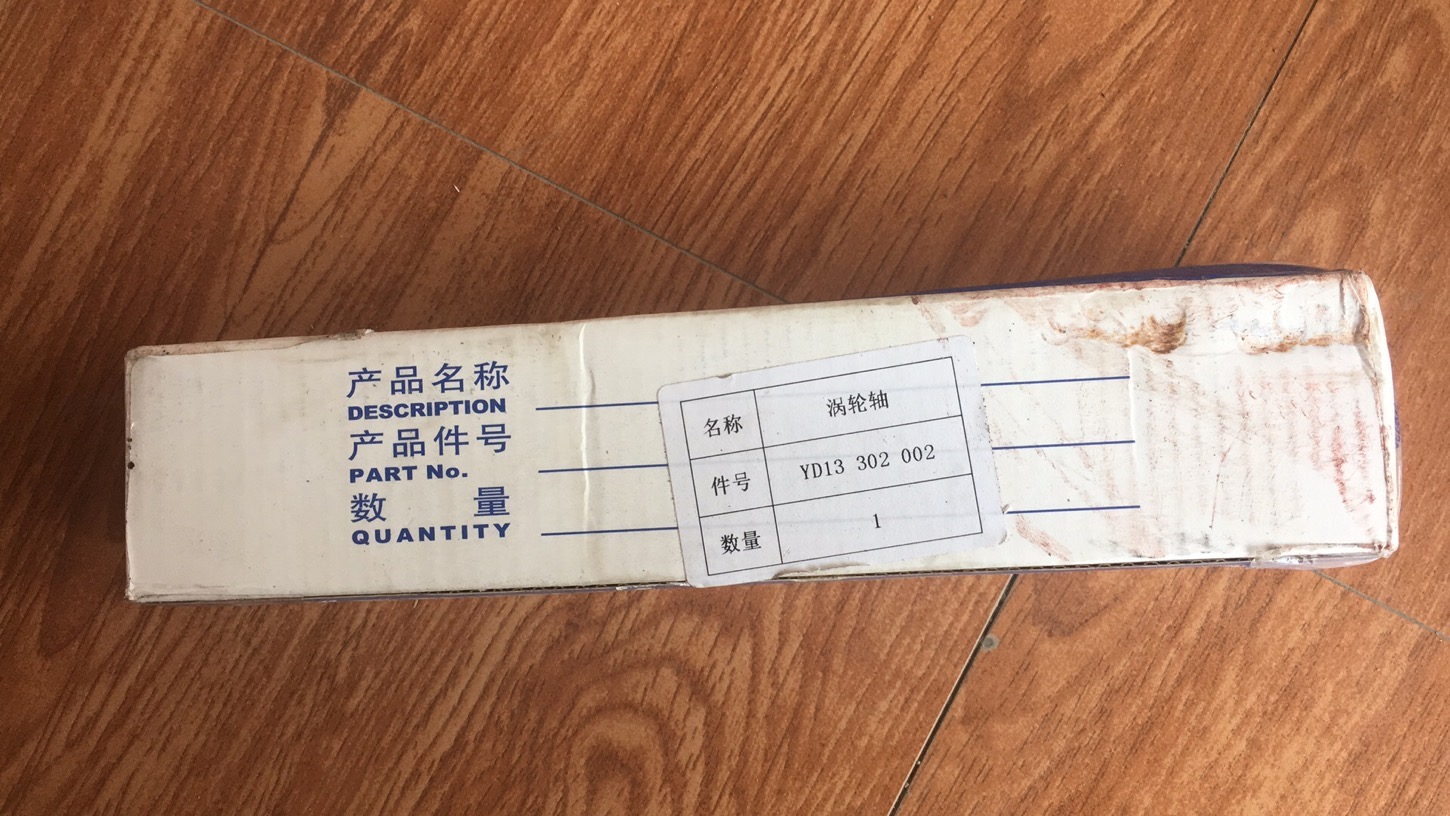 产品名称
DESCRIPTION
产品件号
PART No.
数 量
QUANTITY
名称 涡轮轴
件号 YD13 302 002
数量 1